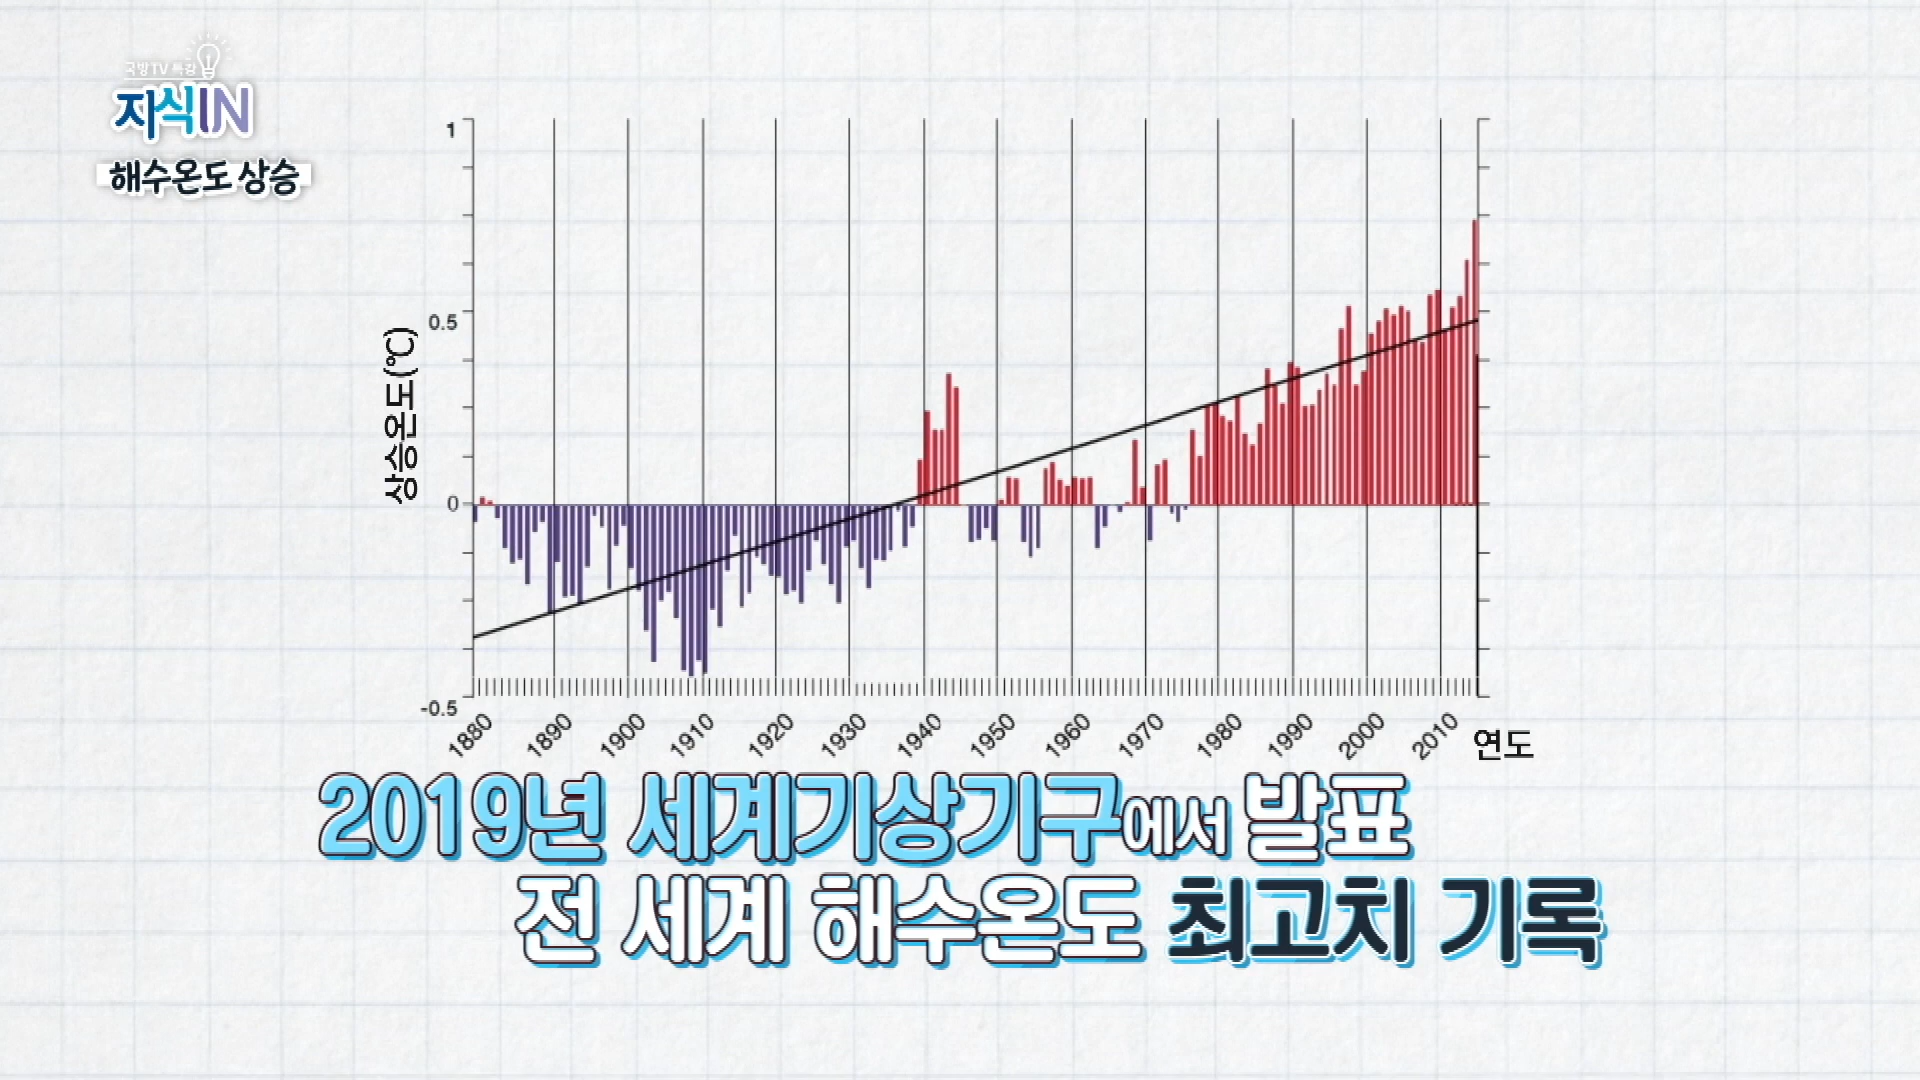 국방TV 특강
지식IN
해수온도 상승
1
0.5
0
-0.5
상승온도(℃)
1880 1890 1900 1910 1920 1930 1940 1950 1960 1970 1980 1990 2000 2010 연도
2019년 세계기상기구에서 발표
전 세계 해수온도 최고치 기록